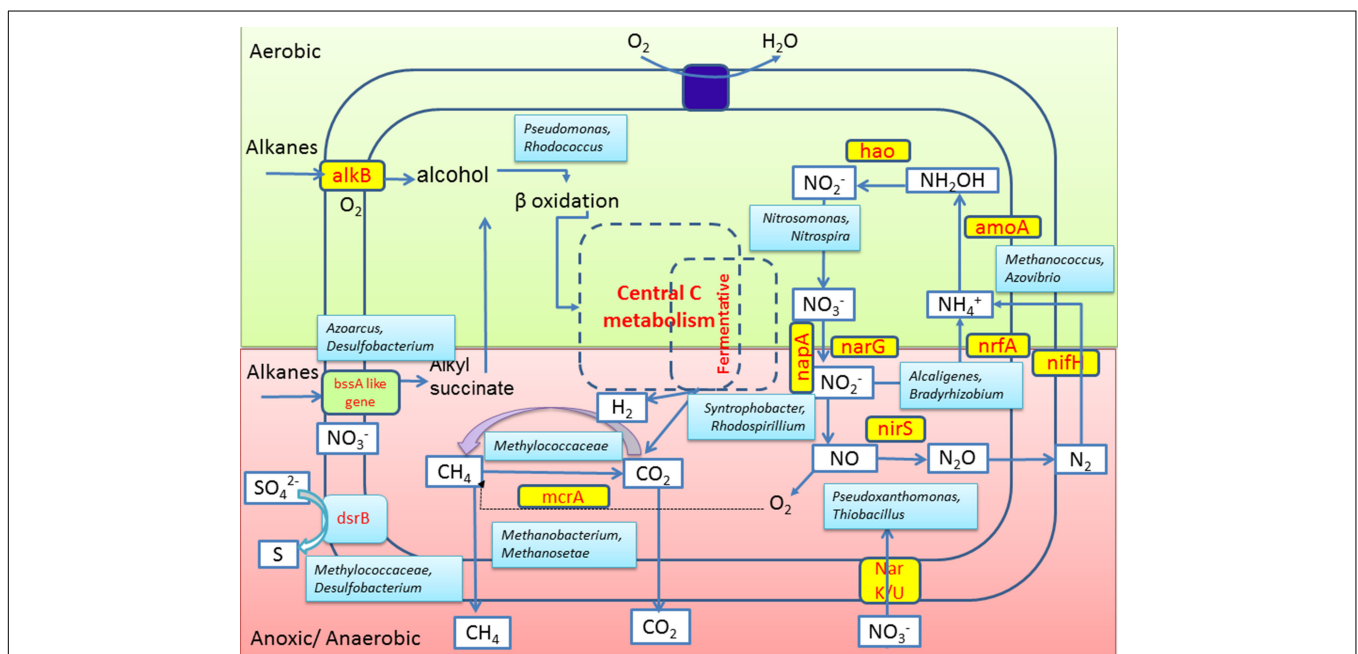 Aerobic
O₂
H₂O
Pseudomonas,
Rhodococcus
Alkanes
alkB
O₂
alcohol
β oxidation
hao
NO₂⁻
NH₂OH
Nitrosomonas,
Nitrospira
amoA
Methanococcus,
Azovibrio
Central C
metabolism
Fermentative
NO₃⁻
NH₄⁺
napA
narG
nrfA
nifH
Azoarcus,
Desulfobacterium
Alkanes
bssA like
gene
Alkyl
succinate
NO₃⁻
H₂
NO₂⁻
Alcaligenes,
Bradyrhizobium
Syntrophobacter,
Rhodospirillium
nirS
Methylococcaceae
CH₄
CO₂
NO
N₂O
N₂
mcrA
O₂
SO₄²⁻
dsrB
S
Pseudoxanthomonas,
Thiobacillus
Methanobacterium,
Methanosetae
Methylococcaceae,
Desulfobacterium
Nar
K/U
Anoxic/ Anaerobic
CH₄
CO₂
NO₃⁻